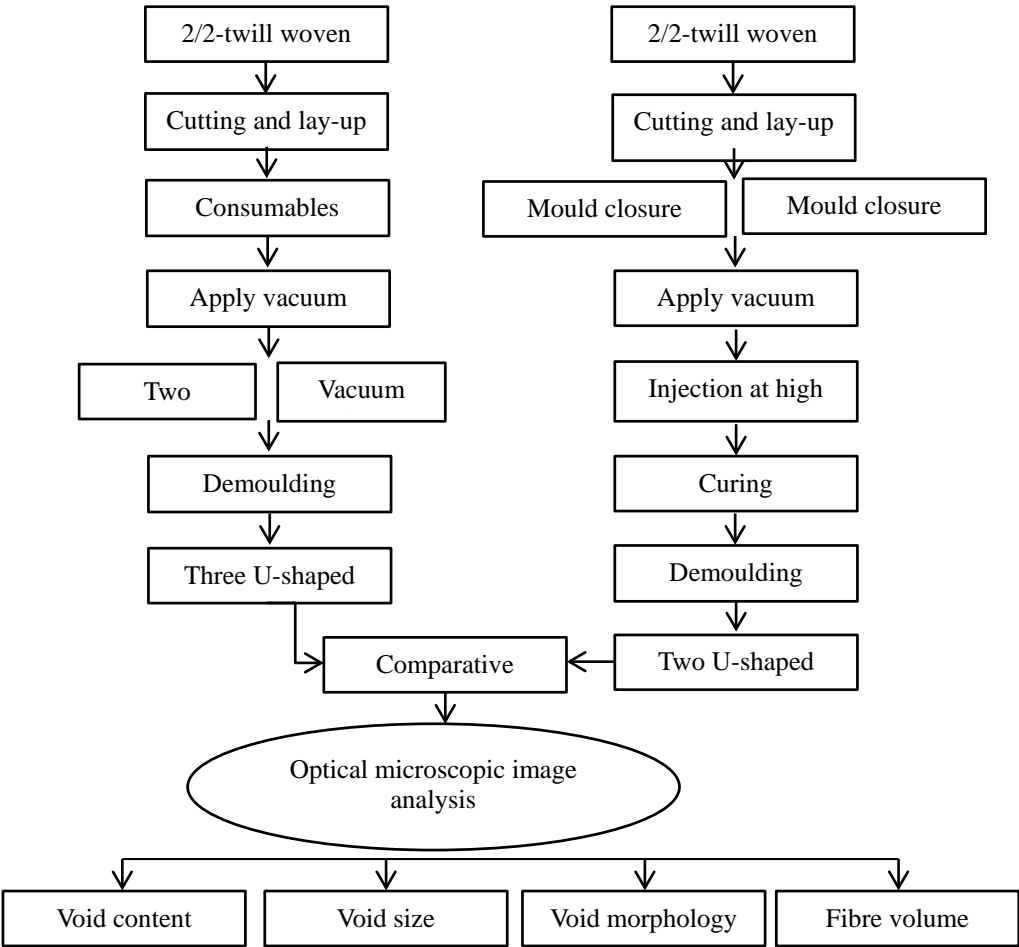 2/2-twill woven
Cutting and lay-up
Consumables
Apply vacuum
Two
Vacuum
Demoulding
Three U-shaped
2/2-twill woven
Cutting and lay-up
Mould closure
Mould closure
Apply vacuum
Injection at high
Curing
Demoulding
Two U-shaped
Comparative
Optical microscopic image
analysis
Void content
Void size
Void morphology
Fibre volume